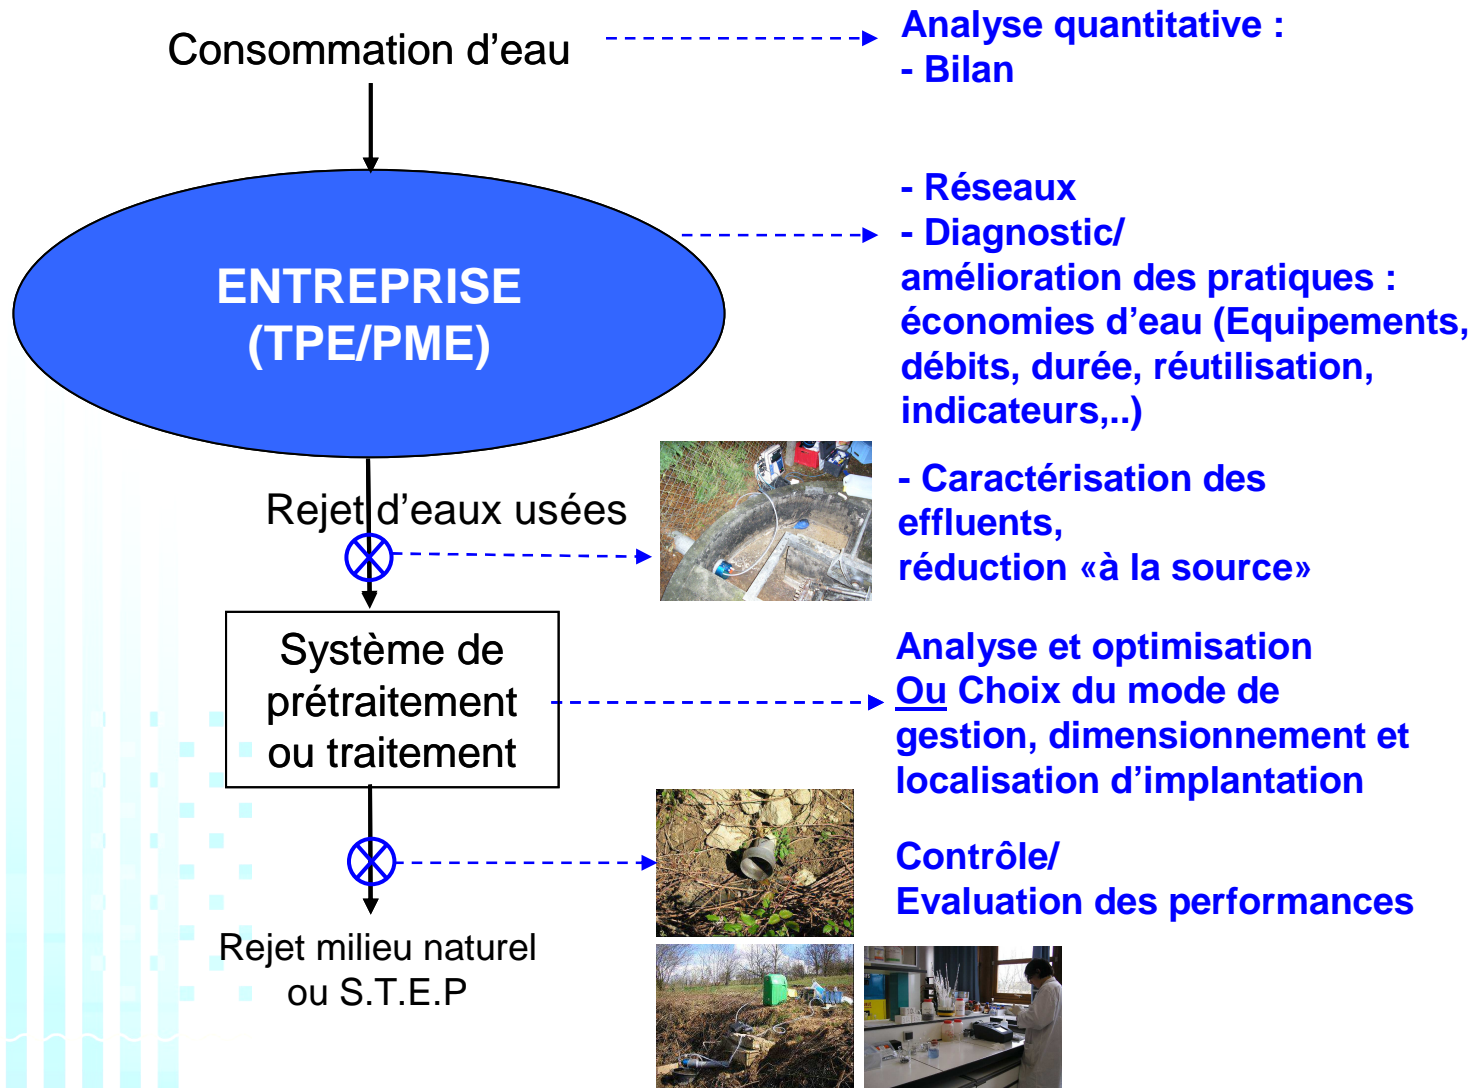 Consommation d’eau
Analyse quantitative :
- Bilan
ENTREPRISE
(TPE/PME)
- Réseaux
- Diagnostic/
amélioration des pratiques :
économies d’eau (Equipements,
débits, durée, réutilisation,
indicateurs,..)
Rejet d’eaux usées
- Caractérisation des
effluents,
réduction «à la source»
Système de
prétraitement
ou traitement
Analyse et optimisation
Ou Choix du mode de
gestion, dimensionnement et
localisation d’implantation
Contrôle/
Evaluation des performances
Rejet milieu naturel
ou S.T.E.P